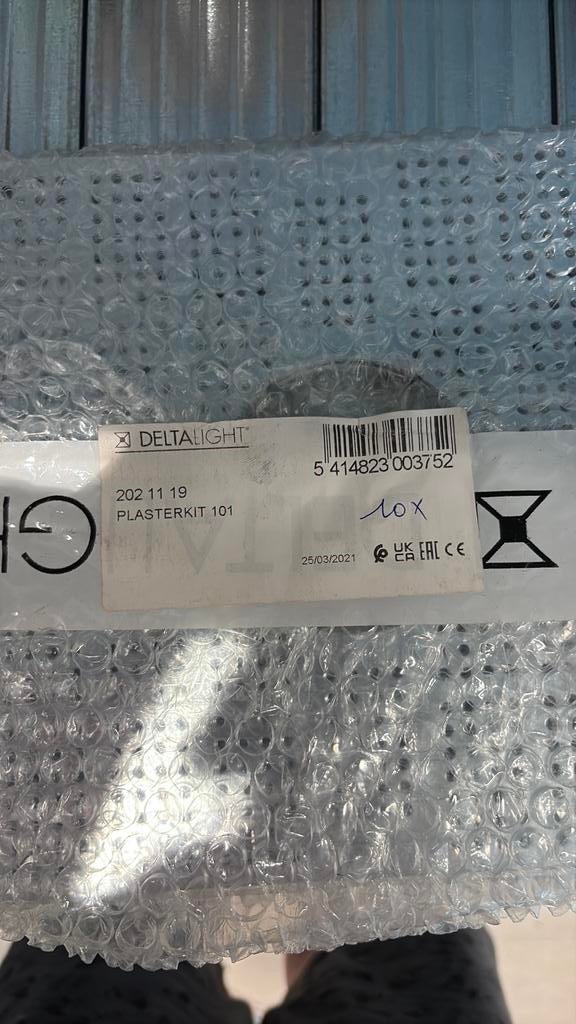 DELTALIGHT
5 414823 003752
202 11 19
PLASTERKIT 101
10x
25/03/2021
UK
CA
EAC
CE